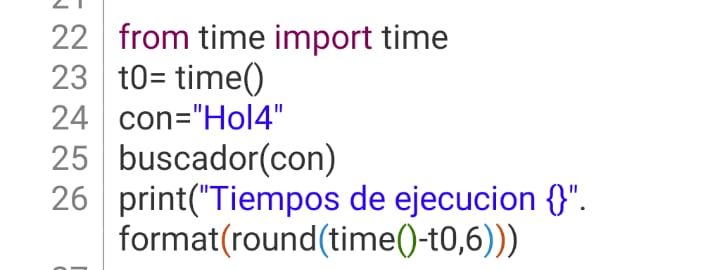 22 from time import time
23 t0= time()
24 con="Hol4"
25 buscador(con)
26 print("Tiempos de ejecucion {}".
format(round(time()-t0,6)))